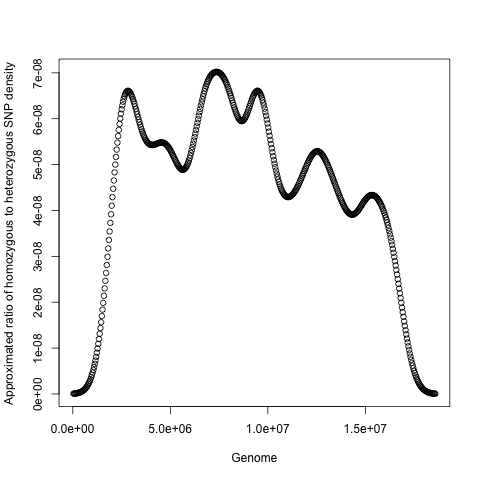 Approximated ratio of homozygous to heterozygous SNP density
7e-08
6e-08
5e-08
4e-08
3e-08
2e-08
1e-08
0e+00
0.0e+00 5.0e+06 1.0e+07 1.5e+07
Genome